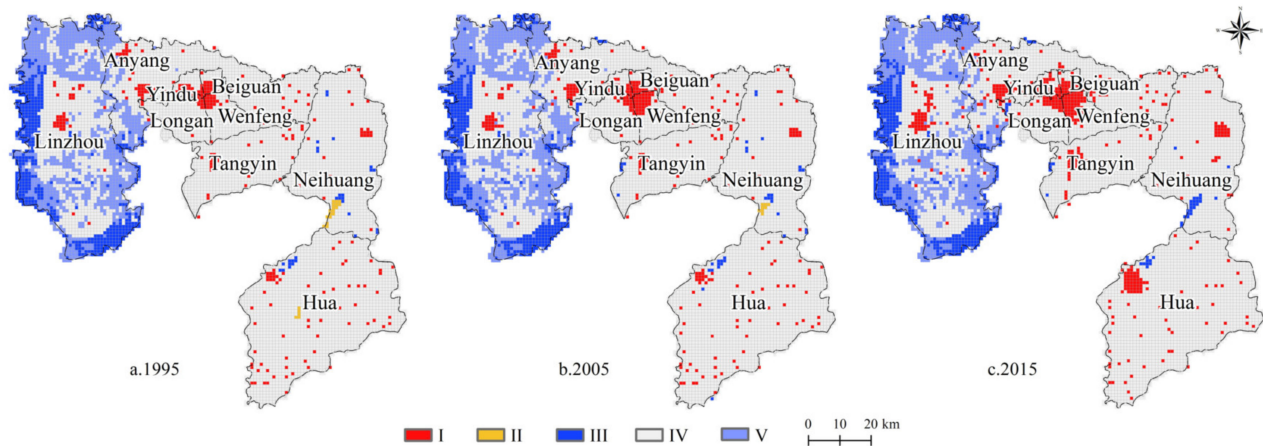 N
W E
S
Anyang
Yindu
Beiguan
Longan
Wenfeng
Linzhou
Tangyin
Neihuang
Hua
a.1995
Anyang
Yindu
Beiguan
Longan
Wenfeng
Linzhou
Tangyin
Neihuang
Hua
b.2005
Anyang
Yindu
Beiguan
Longan
Wenfeng
Linzhou
Tangyin
Neihuang
Hua
c.2015
I II III IV V 0 10 20 km